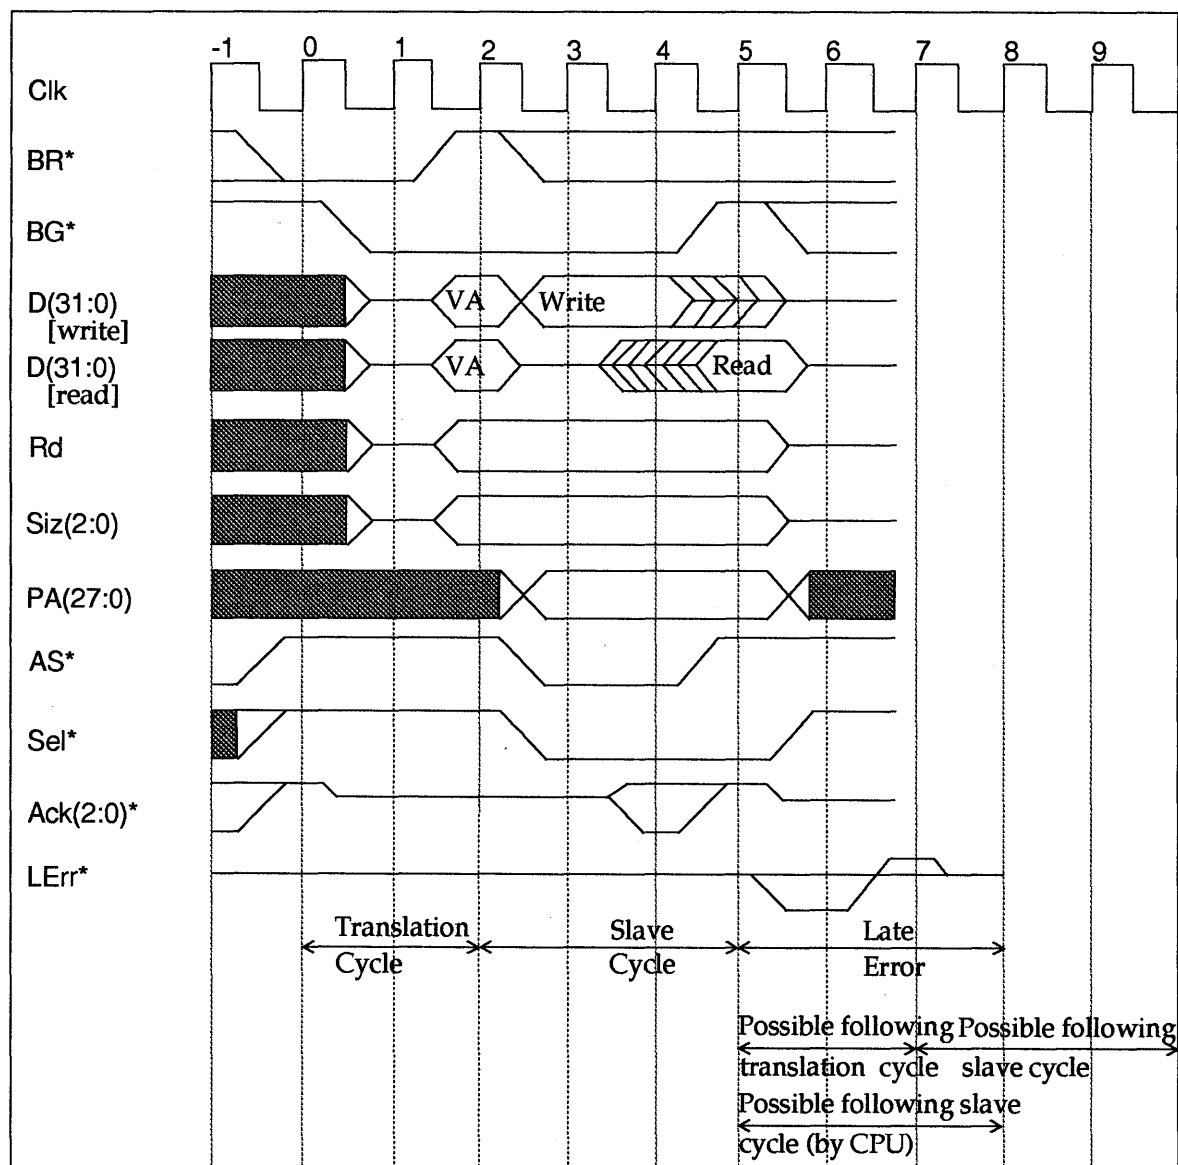 -1 0 1 2 3 4 5 6 7 8 9
Clk
BR*
BG*
D(31:0)
[write]
VA Write
D(31:0)
[read]
VA Read
Rd
Siz(2:0)
PA(27:0)
AS*
Sel*
Ack(2:0)*
LErr*
Translation
Cycle
Slave
Cycle
Late
Error
Possible following
translation cycle
Possible following
slave cycle
Possible following slave
cycle (by CPU)